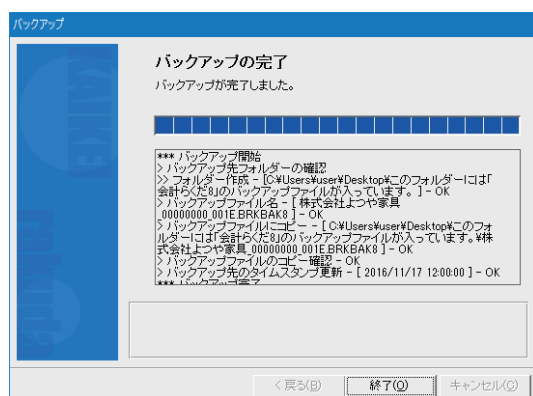 バックアップ
バックアップの完了
バックアップが完了しました。
*** バックアップ開始
> バックアップ先フォルダーの確認
>> フォルダー作成 - [C:¥Users¥user¥Desktop¥このフォルダーには「
会計らくだ8」のバックアップファイルが入っています。] - OK
> バックアップファイル名 - [ 株式会社よつや家具
_00000000_001E.BRKBAK8 ] - OK
> バックアップファイルにコピー - [ C:¥Users¥user¥Desktop¥このフォ
ルダーには「会計らくだ8」のバックアップファイルが入っています。¥株
式会社よつや家具_00000000_001E.BRKBAK8 ] - OK
> バックアップファイルのコピー確認 - OK
> バックアップ先のタイムスタンプ更新 - [ 2016/11/17 12:00:00 ] - OK
*** バックアップ完了
KAIKEI
rakuda
< 戻る(B)
終了(O)
キャンセル(C)